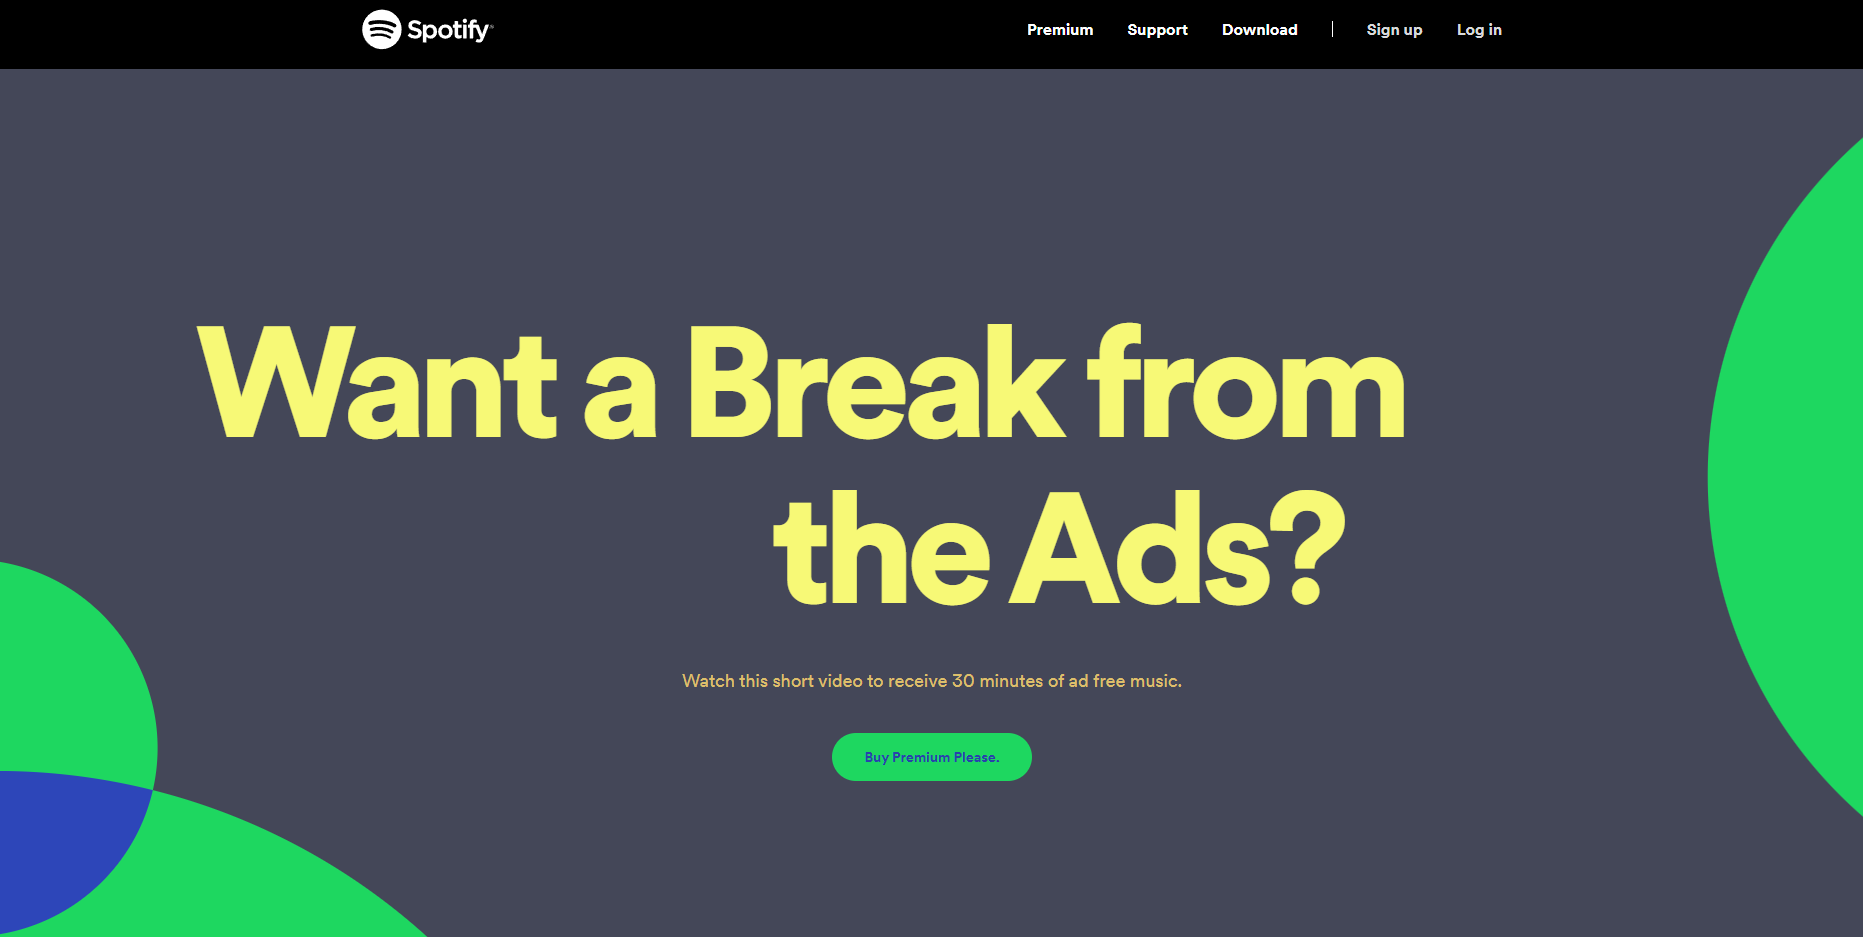 Spotify®
Premium Support Download | Sign up Log in
Want a Break from
the Ads?
Watch this short video to receive 30 minutes of ad free music.
Buy Premium Please.